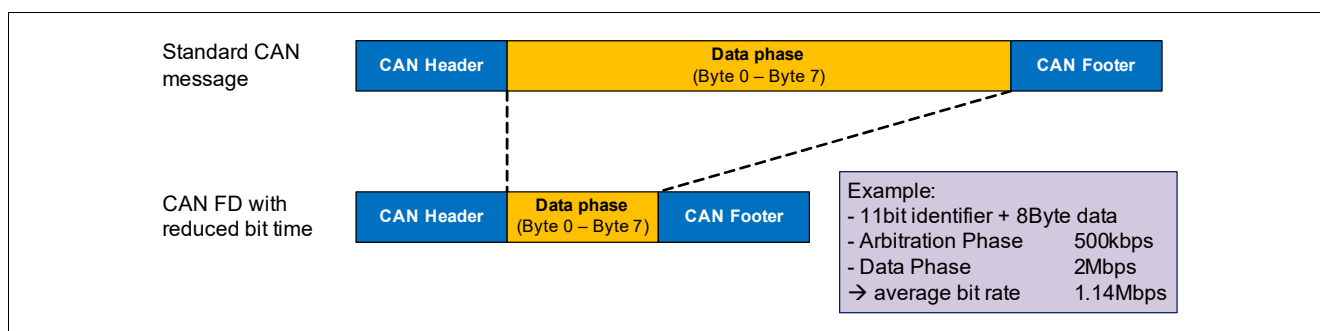 Standard CAN
message
CAN Header
Data phase
(Byte 0 – Byte 7)
CAN Footer
CAN FD with
reduced bit time
CAN Header
Data phase
(Byte 0 – Byte 7)
CAN Footer
Example:
- 11bit identifier + 8Byte data
- Arbitration Phase 500kbps
- Data Phase 2Mbps
→ average bit rate 1.14Mbps